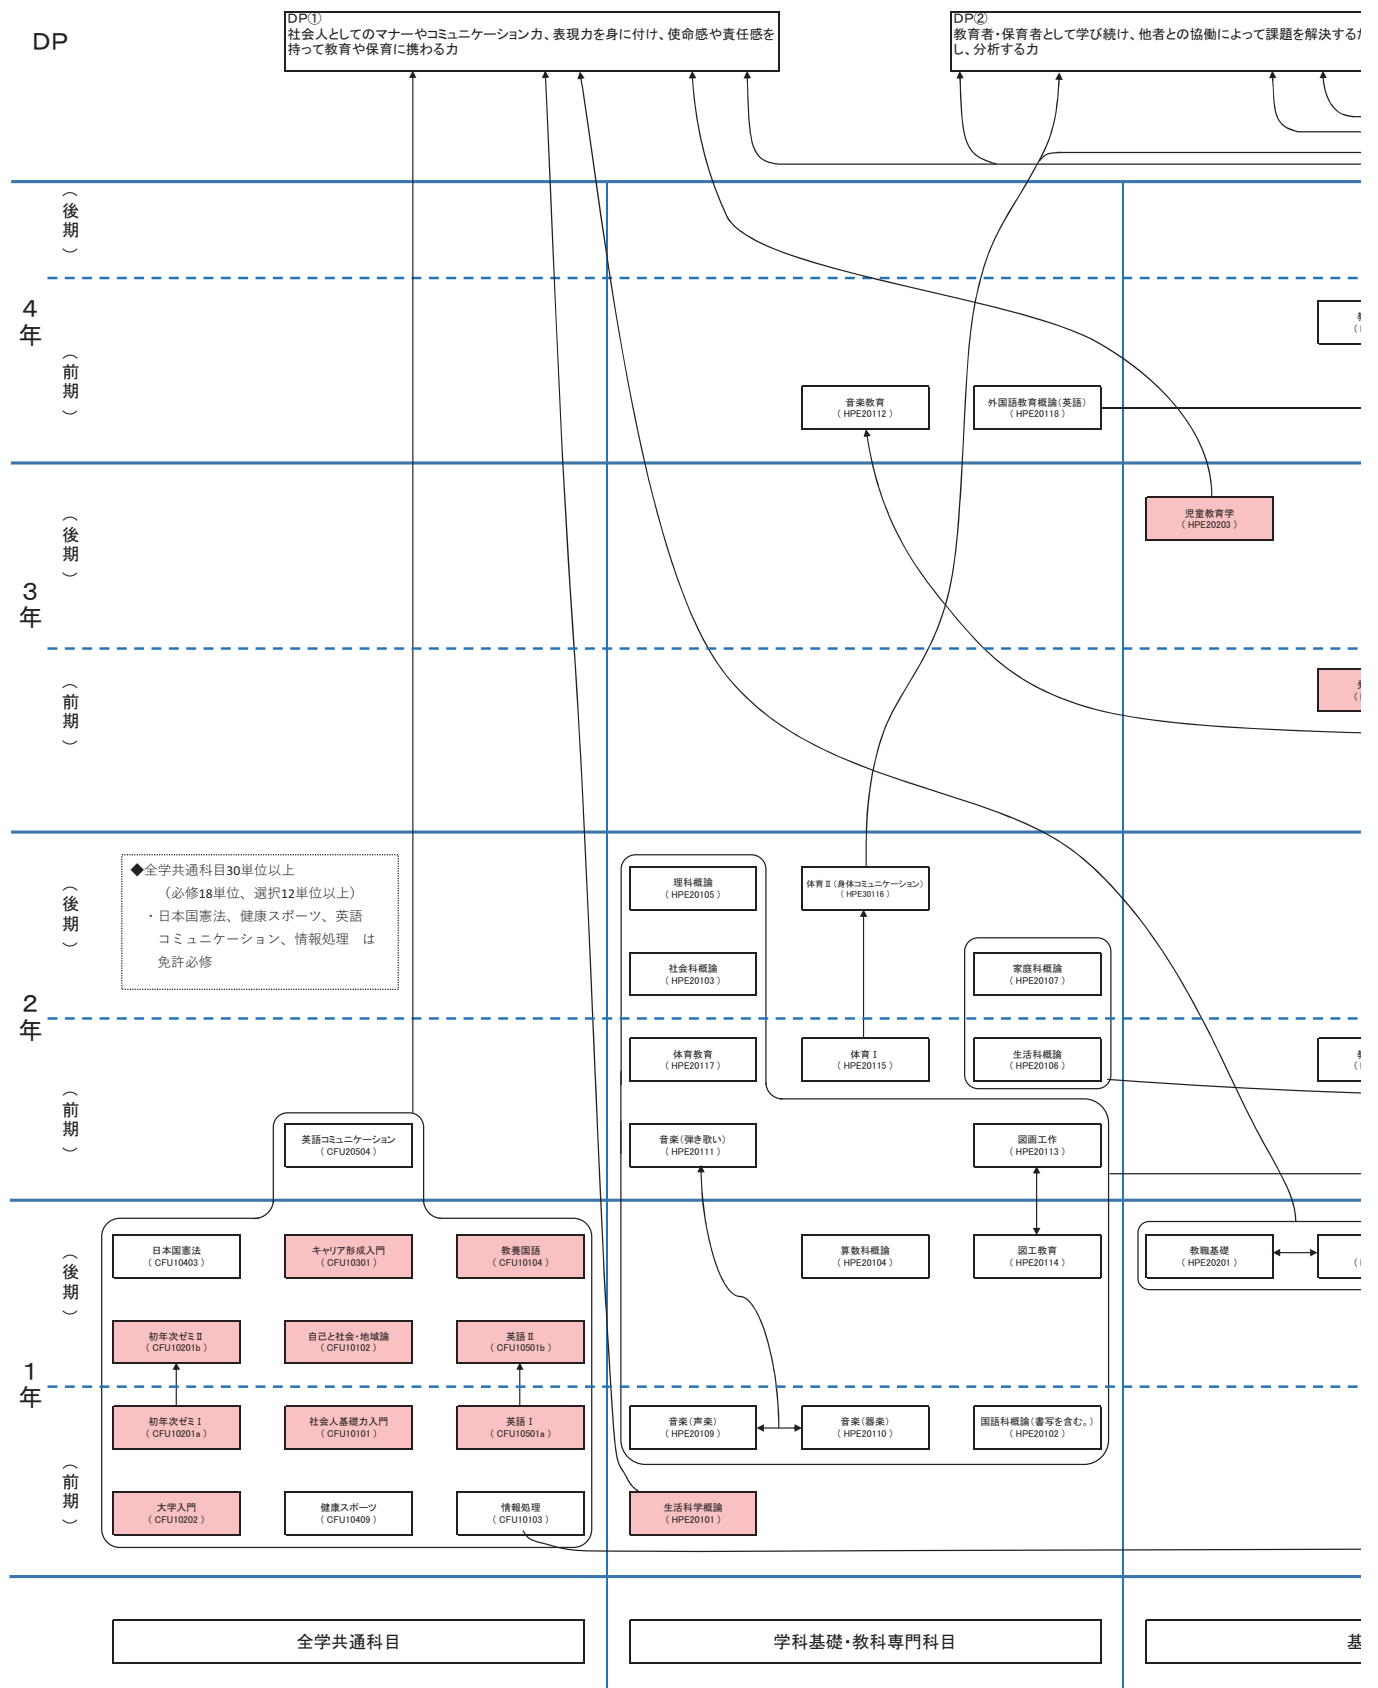 DP
DP①
社会人としてのマナーやコミュニケーション力、表現力を身に付け、使命感や責任感を
持って教育や保育に携わる力
DP②
教育者・保育者として学び続け、他者との協働によって課題を解決する
し、分析する力
（後期）
4年
（前期）
音楽教育
( HPE20112 )
外国語教育概論(英語)
( HPE20118 )
（後期）
児童教育学
( HPE20203 )
3年
（前期）
（後期）
◆全学共通科目30単位以上
（必修18単位、選択12単位以上）
・日本国憲法、健康スポーツ、英語
コミュニケーション、情報処理　は
免許必修
理科概論
( HPE20105 )
体育Ⅱ(身体コミュニケーション)
( HPE30116 )
社会科概論
( HPE20103 )
家庭科概論
( HPE20107 )
2年
体育教育
( HPE20117 )
体育Ⅰ
( HPE20115 )
生活科概論
( HPE20106 )
（前期）
英語コミュニケーション
( CFU20504 )
音楽(弾き歌い)
( HPE20111 )
図画工作
( HPE20113 )
（後期）
日本国憲法
( CFU10403 )
キャリア形成入門
( CFU10301 )
教養国語
( CFU10104 )
算数科概論
( HPE20104 )
図工教育
( HPE20114 )
教職基礎
( HPE20201 )
初年次ゼミⅡ
( CFU10201b )
自己と社会・地域論
( CFU10102 )
英語Ⅱ
( CFU10501b )
1年
初年次ゼミⅠ
( CFU10201a )
社会人基礎力入門
( CFU10101 )
英語Ⅰ
( CFU10501a )
音楽(声楽)
( HPE20109 )
音楽(器楽)
( HPE20110 )
国語科概論(書写を含む。)
( HPE20102 )
（前期）
大学入門
( CFU10202 )
健康スポーツ
( CFU10409 )
情報処理
( CFU10103 )
生活科学概論
( HPE20101 )
全学共通科目
学科基礎・教科専門科目
基